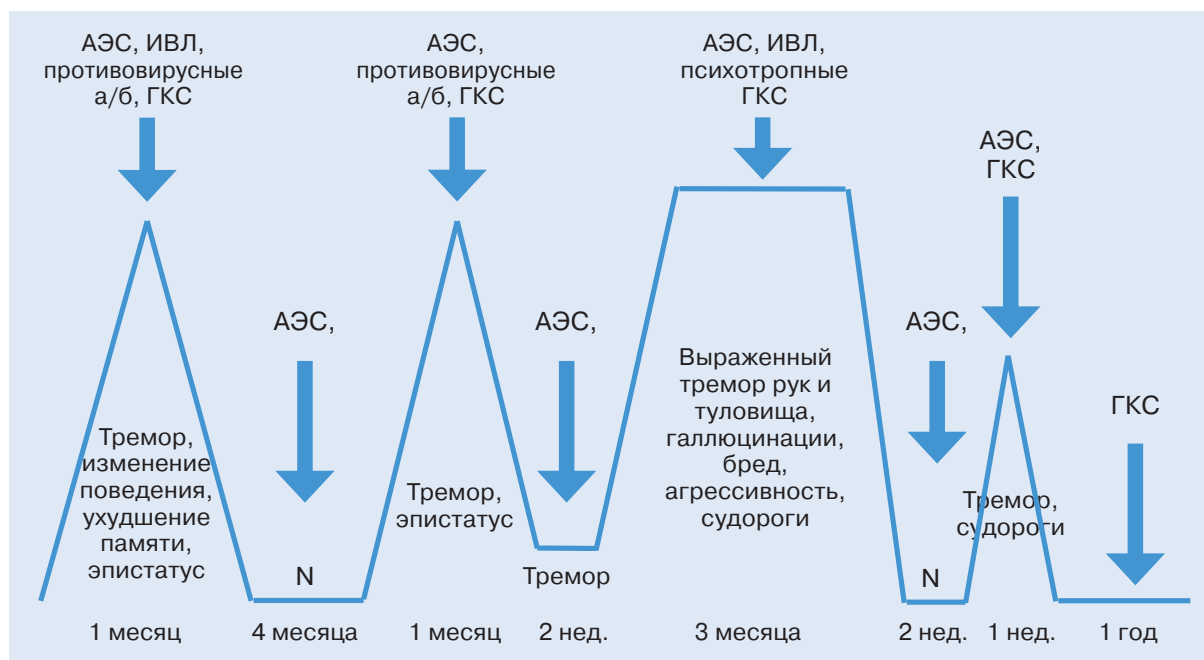 АЭС, ИВЛ,
противовирусные
а/б, ГКС
АЭС,
противовирусные
а/б, ГКС
АЭС, ИВЛ,
психотропные
ГКС
АЭС,
ГКС
АЭС,
АЭС,
АЭС,
ГКС
Тремор,
изменение
поведения,
ухудшение
памяти,
эпистатус
N
Тремор,
эпистатус
Тремор
Выраженный
тремор рук и
туловища,
галлюцинации,
бред,
агрессивность,
судороги
N
Тремор,
судороги
1 месяц
4 месяца
1 месяц
2 нед.
3 месяца
2 нед.
1 нед.
1 год